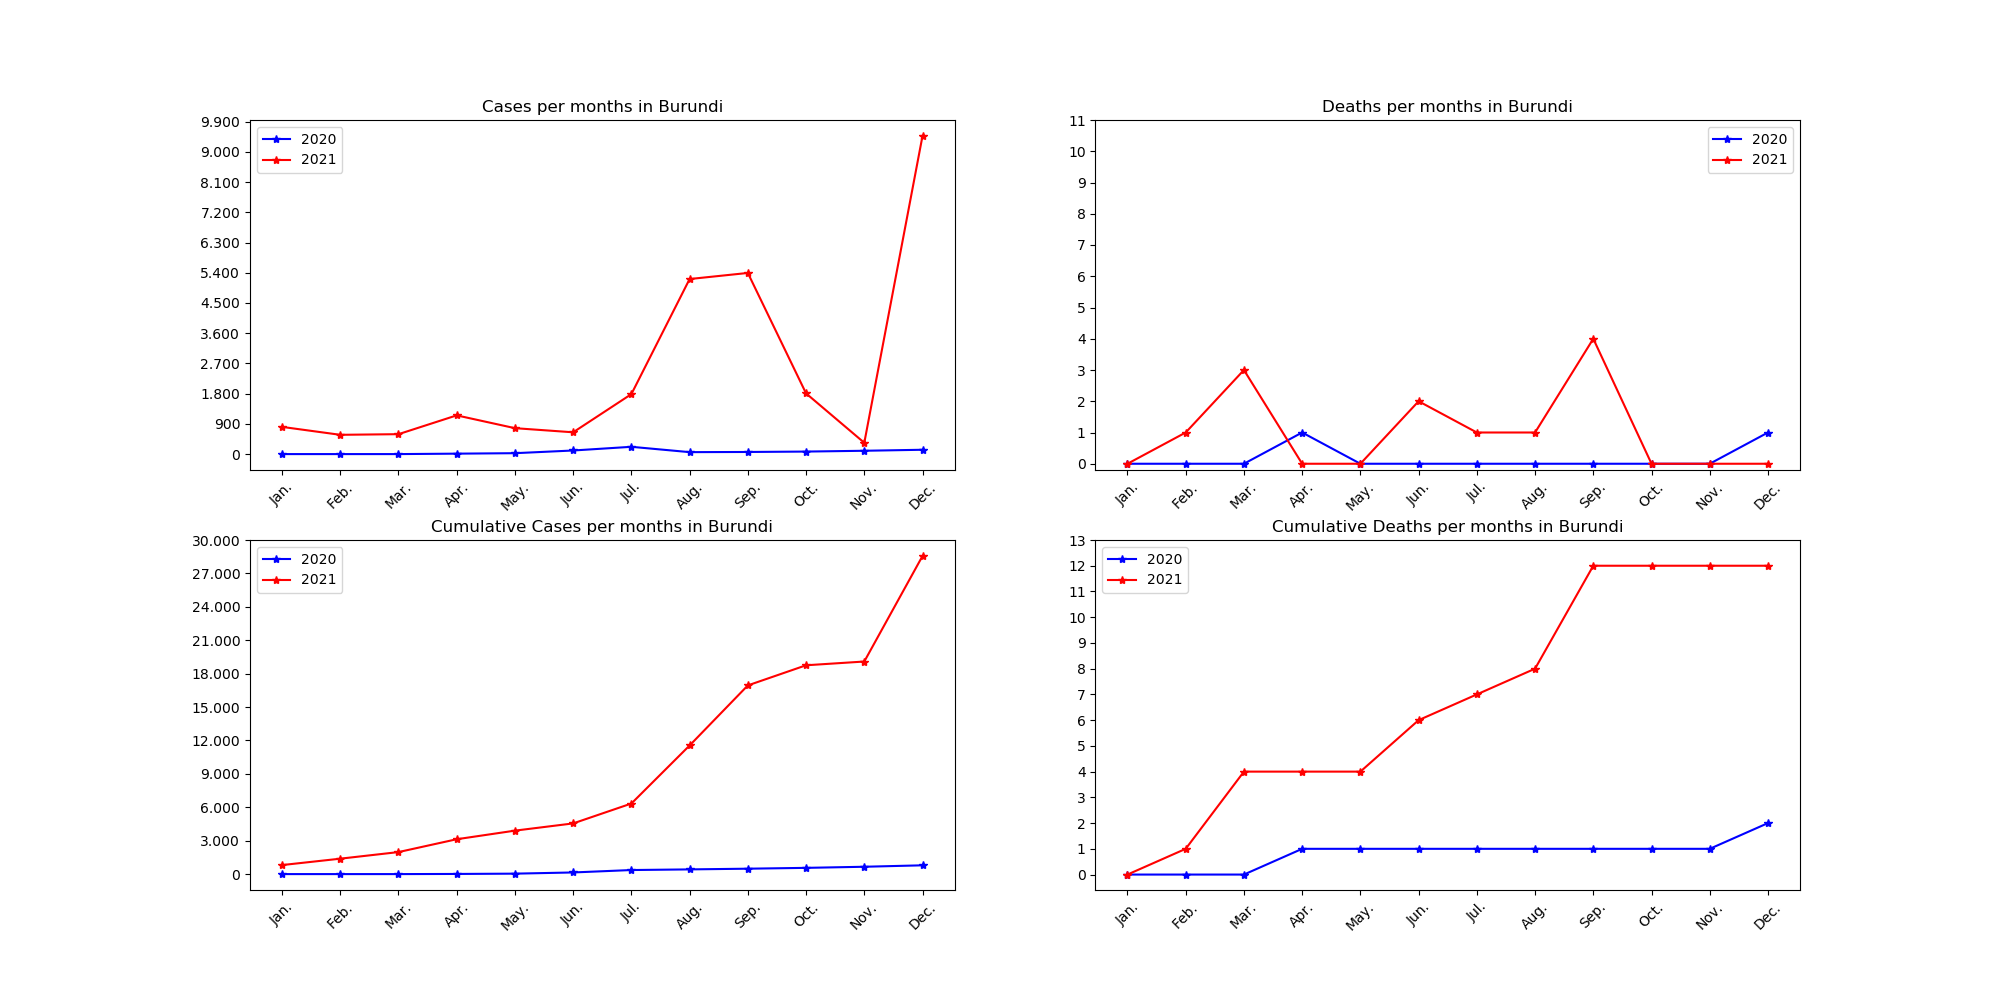 Cases per months in Burundi
9.900
9.000
8.100
7.200
6.300
5.400
4.500
3.600
2.700
1.800
900
0
2020
2021
Jan.
Feb.
Mar.
Apr.
May.
Jun.
Jul.
Aug.
Sep.
Oct.
Nov.
Dec.
Deaths per months in Burundi
11
10
9
8
7
6
5
4
3
2
1
0
2020
2021
Jan.
Feb.
Mar.
Apr.
May.
Jun.
Jul.
Aug.
Sep.
Oct.
Nov.
Dec.
Cumulative Cases per months in Burundi
30.000
27.000
24.000
21.000
18.000
15.000
12.000
9.000
6.000
3.000
0
2020
2021
Jan.
Feb.
Mar.
Apr.
May.
Jun.
Jul.
Aug.
Sep.
Oct.
Nov.
Dec.
Cumulative Deaths per months in Burundi
13
12
11
10
9
8
7
6
5
4
3
2
1
0
2020
2021
Jan.
Feb.
Mar.
Apr.
May.
Jun.
Jul.
Aug.
Sep.
Oct.
Nov.
Dec.